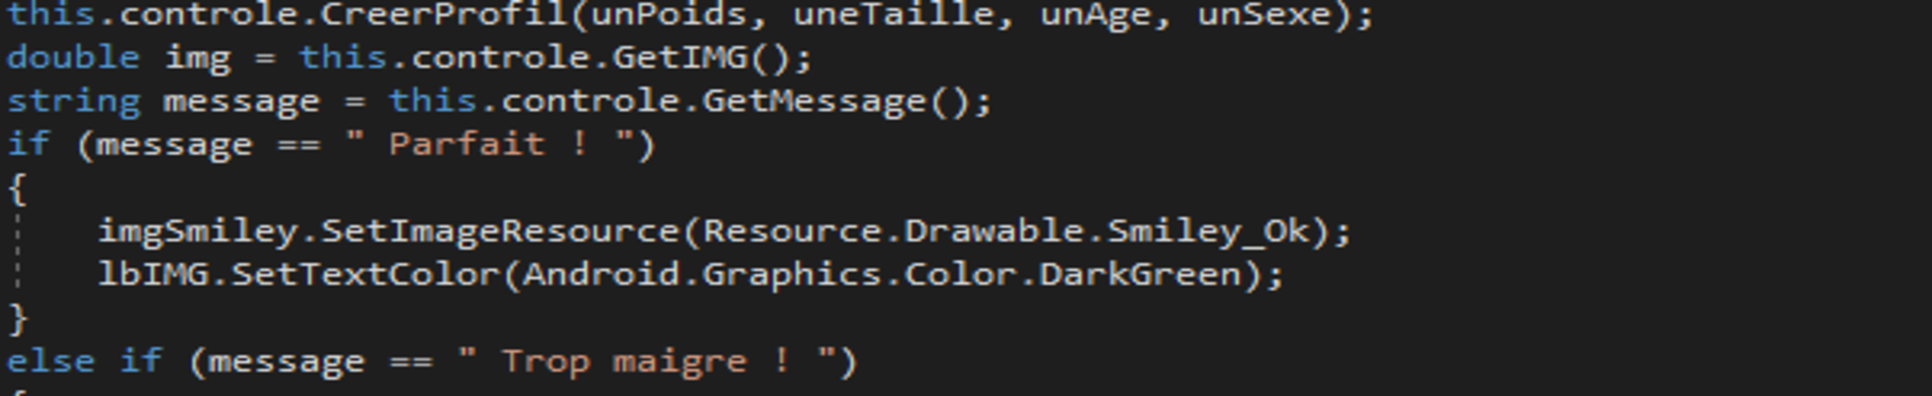 this.controle.CreerProfil(unPoids, uneTaille, unAge, unSexe);
double img = this.controle.GetIMG();
string message = this.controle.GetMessage();
if (message == " Parfait ! ")
{
    imgSmiley.SetImageResource(Resource.Drawable.Smiley_Ok);
    lbIMG.SetTextColor(Android.Graphics.Color.DarkGreen);
}
else if (message == " Trop maigre ! ")
{